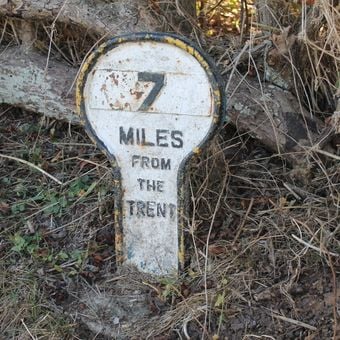 7
MILES
FROM
THE
TRENT